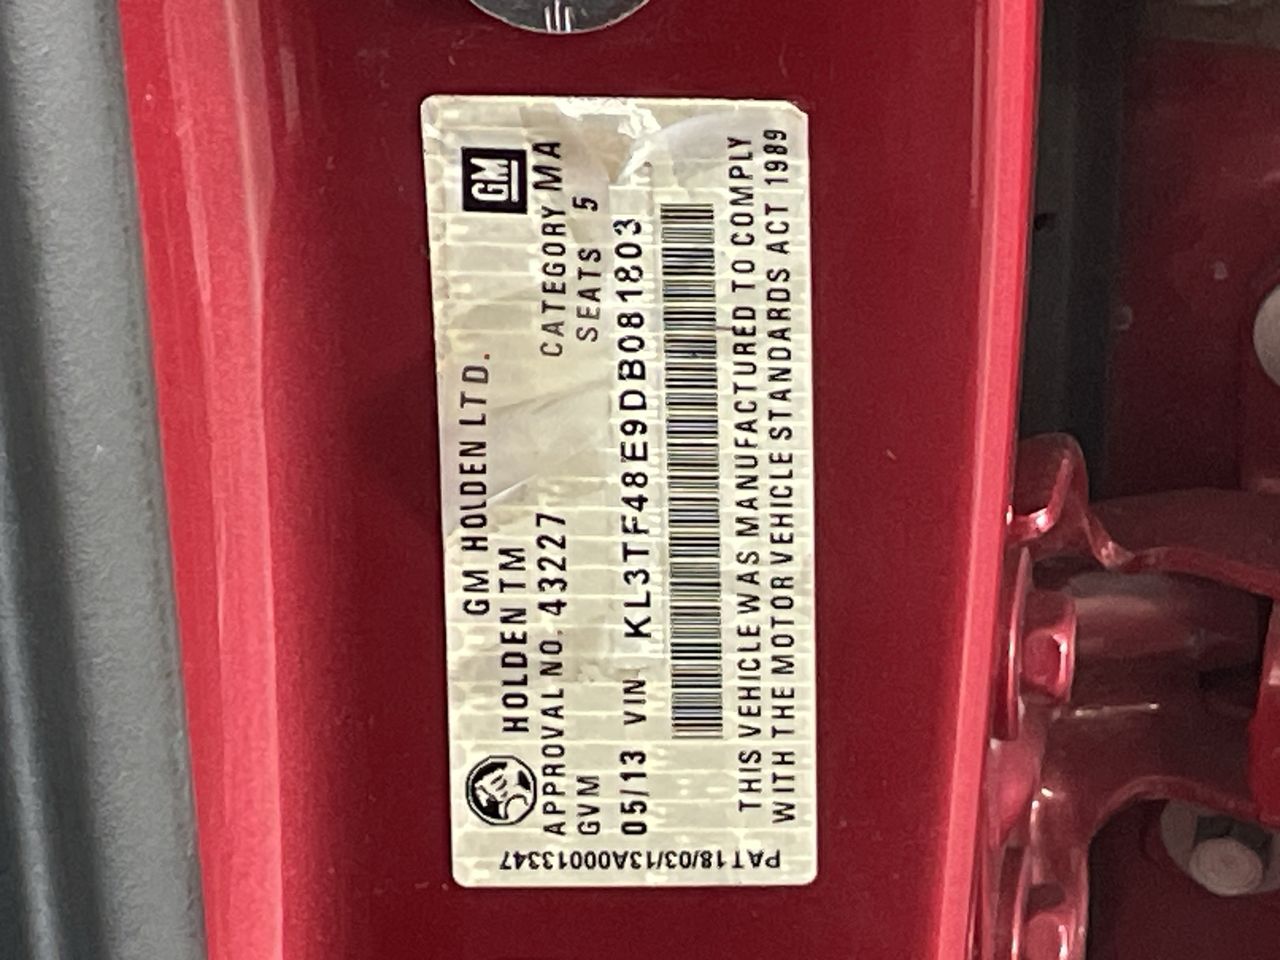 GM HOLDEN LTD.
GM
HOLDEN TM
APPROVAL NO. 43227 CATEGORY MA
GVM SEATS 5
05/13 VIN KL3TF48E9DB081803
THIS VEHICLE WAS MANUFACTURED TO COMPLY
WITH THE MOTOR VEHICLE STANDARDS ACT 1989
PAT18/03/13A00013347